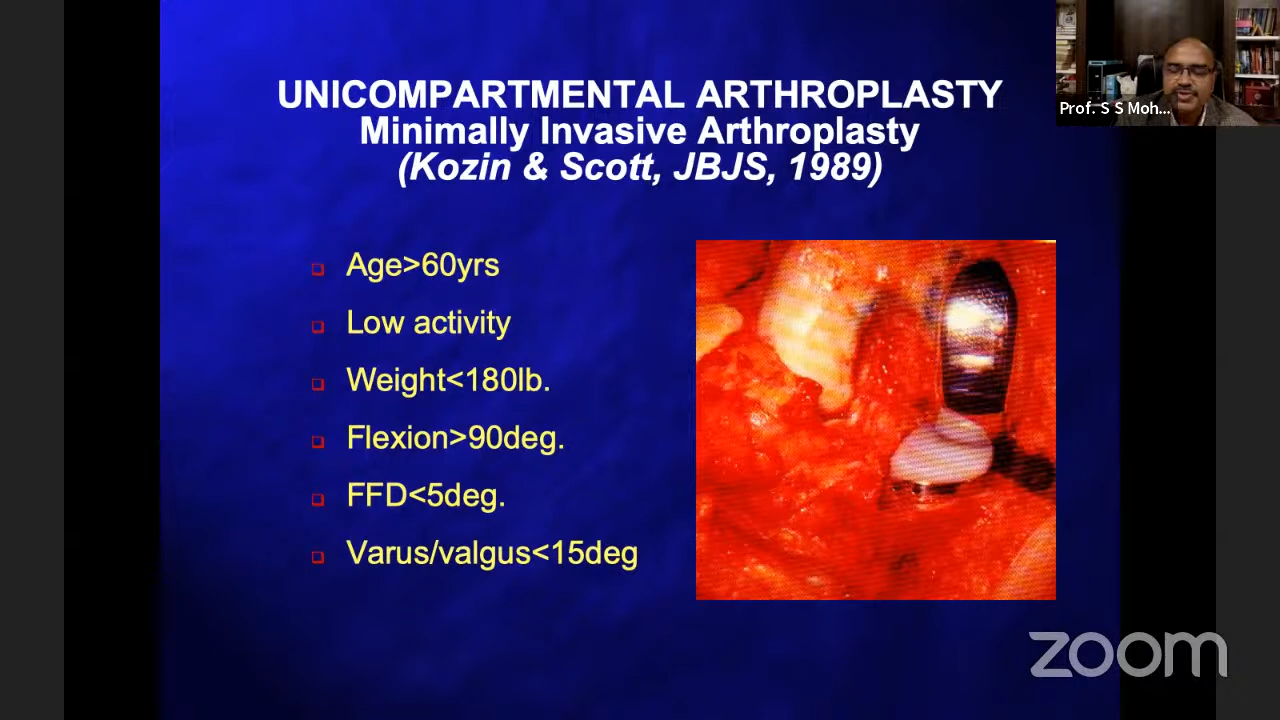 UNICOMPARTMENTAL ARTHROPLASTY
Minimally Invasive Arthroplasty
(Kozin & Scott, JBJS, 1989)
Age>60yrs
Low activity
Weight<180lb.
Flexion>90deg.
FFD<5deg.
Varus/valgus<15deg
Prof. S S Moh...
zoom